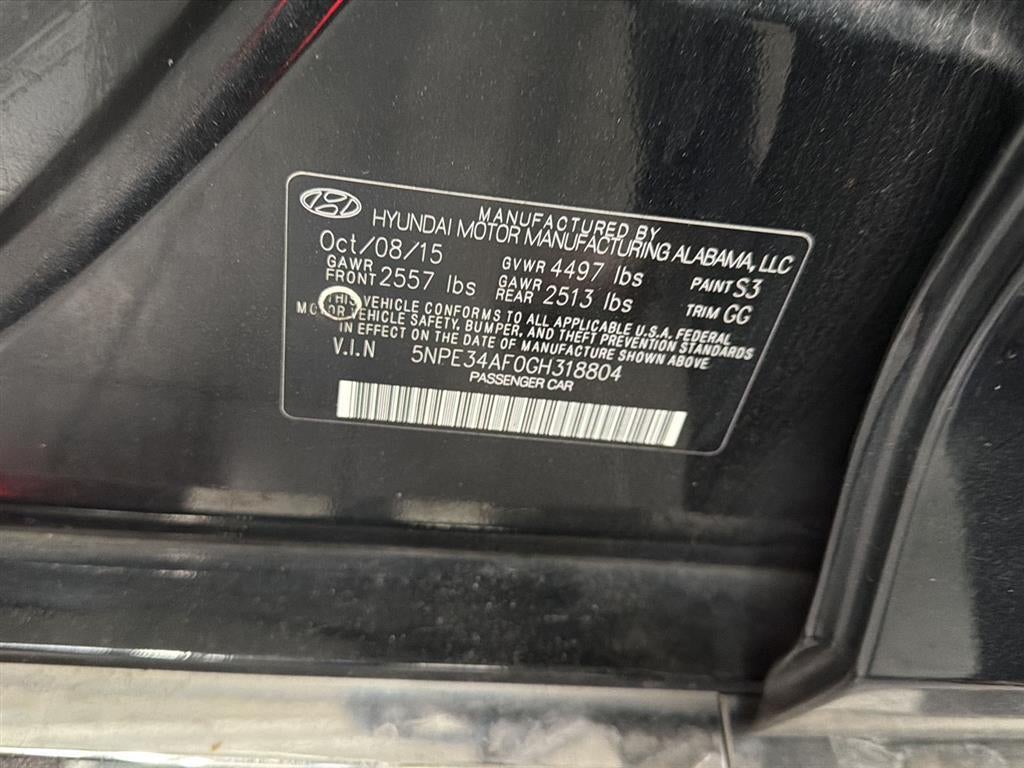 MANUFACTURED BY
HYUNDAI MOTOR MANUFACTURING ALABAMA, LLC
Oct/08/15 GVWR 4497 lbs PAINT S3
GAWR FRONT 2557 lbs GAWR REAR 2513 lbs TRIM GG
THIS VEHICLE CONFORMS TO ALL APPLICABLE U.S.A. FEDERAL
MOTOR VEHICLE SAFETY, BUMPER, AND THEFT PREVENTION STANDARDS
IN EFFECT ON THE DATE OF MANUFACTURE SHOWN ABOVE
V.I.N 5NPE34AF0GH318804
PASSENGER CAR